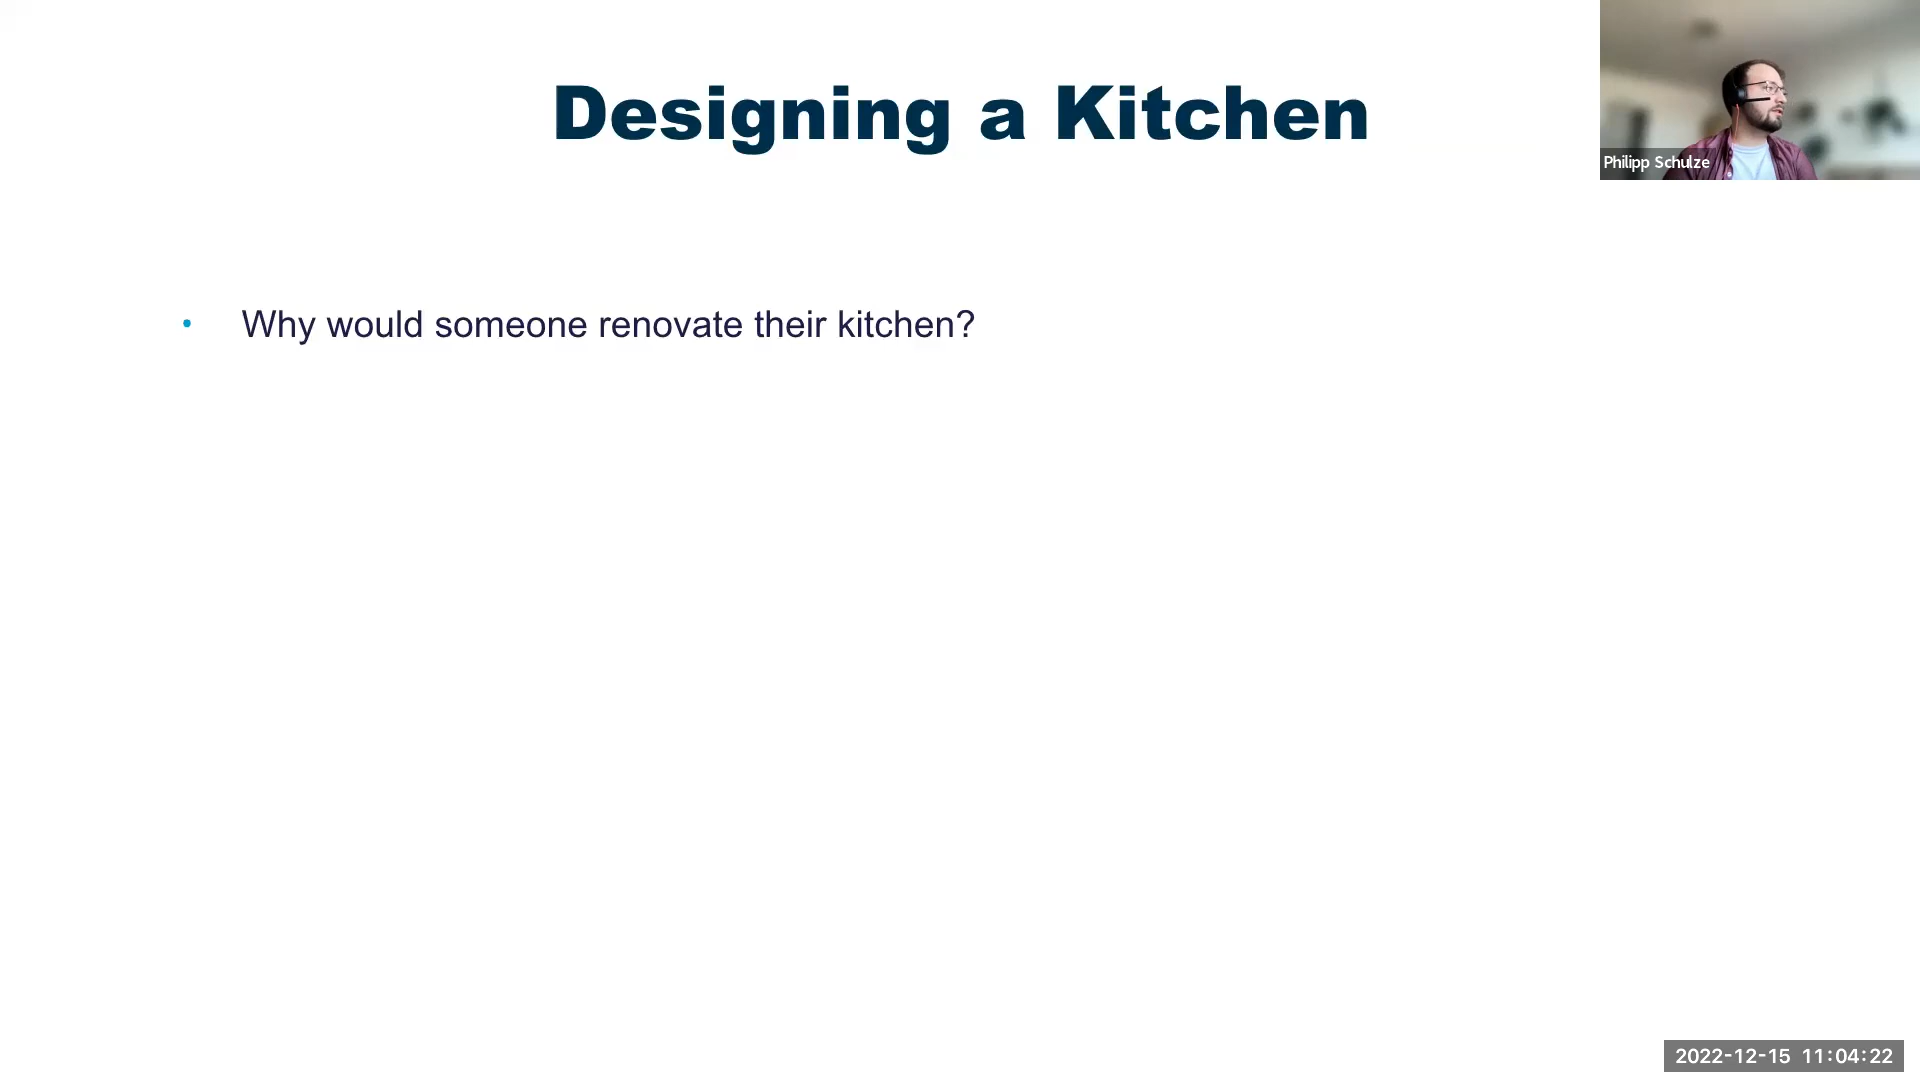 Designing a Kitchen
Philipp Schulze
• Why would someone renovate their kitchen?
2022-12-15 11:04:22